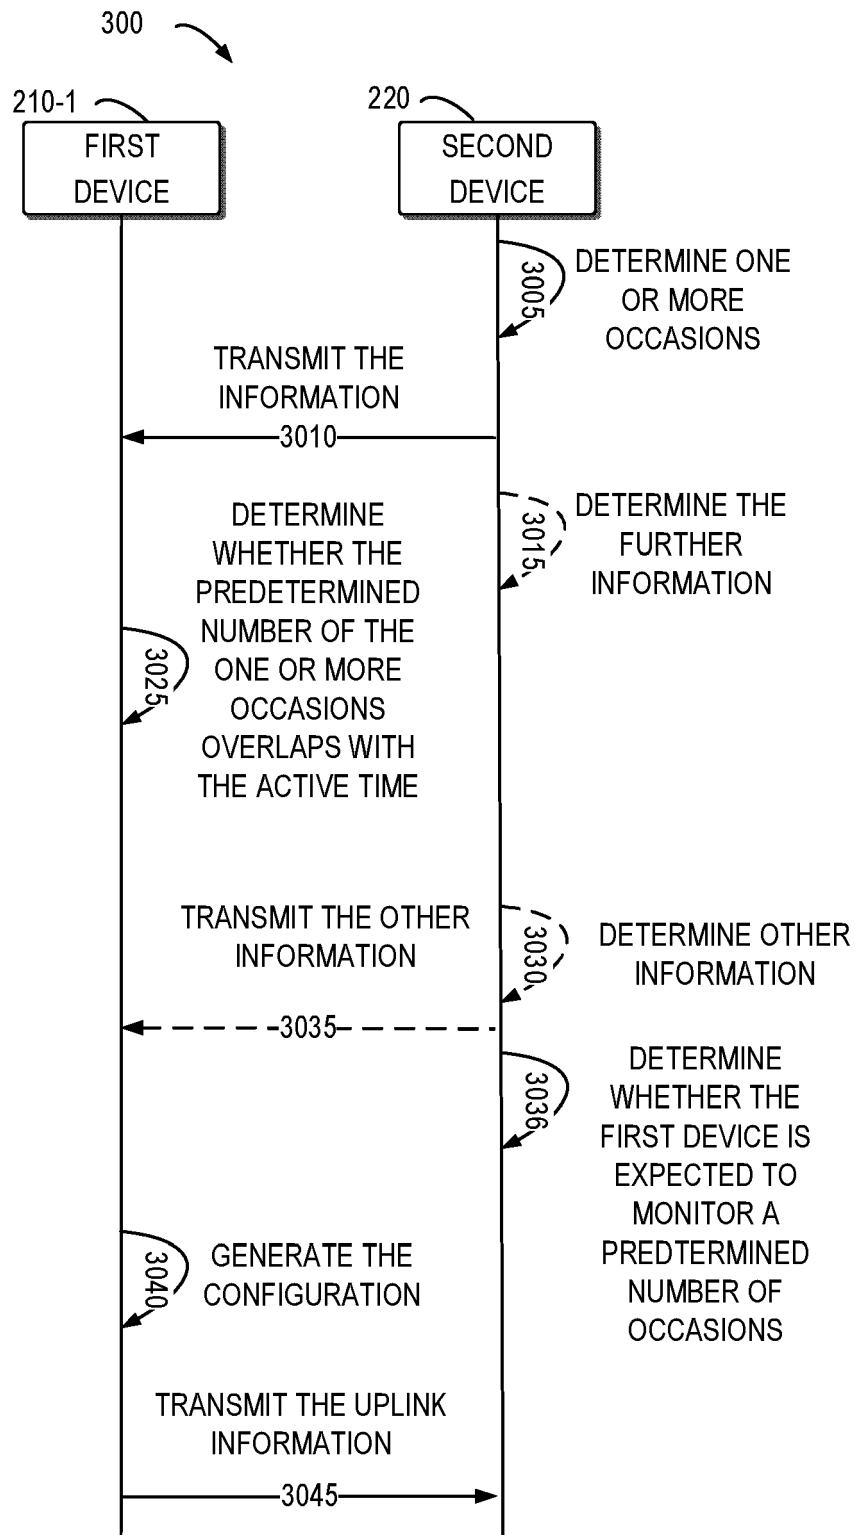 300
210-1
220
FIRST
DEVICE
SECOND
DEVICE
3005
DETERMINE ONE
OR MORE
OCCASIONS
TRANSMIT THE
INFORMATION
3010
3015
DETERMINE THE
FURTHER
INFORMATION
DETERMINE
WHETHER THE
PREDETERMINED
NUMBER OF THE
ONE OR MORE
OCCASIONS
OVERLAPS WITH
THE ACTIVE TIME
3025
TRANSMIT THE OTHER
INFORMATION
3030
DETERMINE OTHER
INFORMATION
3035
3036
DETERMINE
WHETHER THE
FIRST DEVICE IS
EXPECTED TO
MONITOR A
PREDTERMINED
NUMBER OF
OCCASIONS
3040
GENERATE THE
CONFIGURATION
TRANSMIT THE UPLINK
INFORMATION
3045